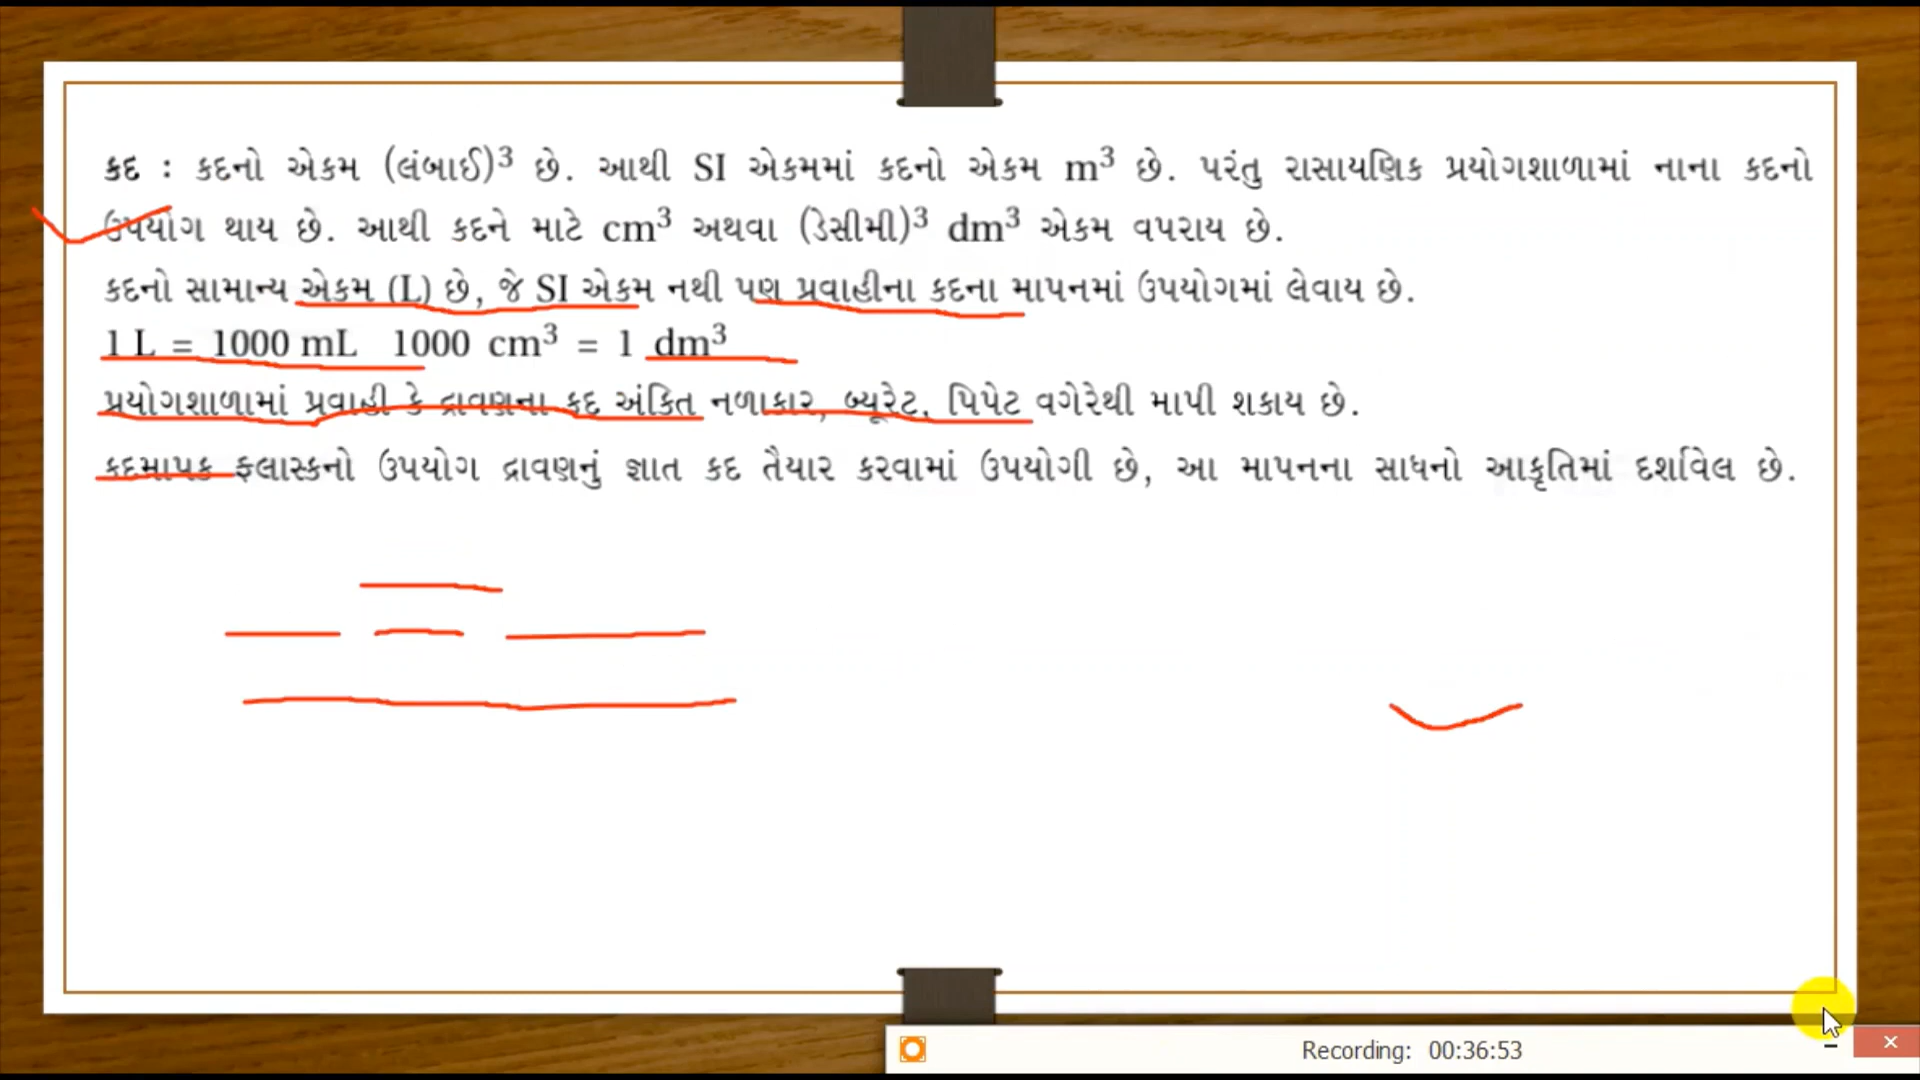 કદ : કદનો એકમ (લંબાઈ)³ છે. આથી SI એકમમાં કદનો એકમ m³ છે. પરંતુ રાસાયણિક પ્રયોગશાળામાં નાના કદનો
ઉપયોગ થાય છે. આથી કદને માટે cm³ અથવા (ડેસીમી)³ dm³ એકમ વપરાય છે.
કદનો સામાન્ય એકમ (L) છે, જે SI એકમ નથી પણ પ્રવાહીના કદના માપનમાં ઉપયોગમાં લેવાય છે.
1 L = 1000 mL 1000 cm³ = 1 dm³
પ્રયોગશાળામાં પ્રવાહી કે દ્રાવણના કદ અંકિત નળાકાર, બ્યૂરેટ, પિપેટ વગેરેથી માપી શકાય છે.
કદમાપક ફ્લાસ્કનો ઉપયોગ દ્રાવણનું જ્ઞાત કદ તૈયાર કરવામાં ઉપયોગી છે, આ માપનના સાધનો આકૃતિમાં દર્શાવેલ છે.
Recording: 00:36:53